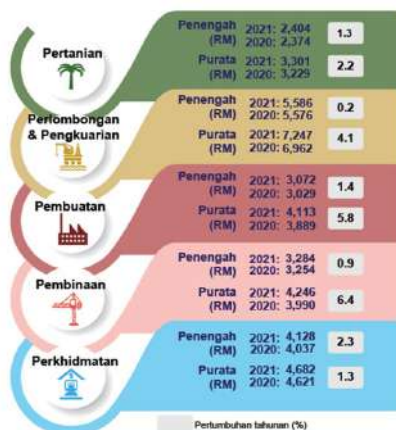 Pertanian
Penengah (RM) 2021: 2,404 2020: 2,374 1.3
Purata (RM) 2021: 3,301 2020: 3,229 2.2
Perlombongan & Pengkuarian
Penengah (RM) 2021: 5,586 2020: 5,576 0.2
Purata (RM) 2021: 7,247 2020: 6,962 4.1
Pembuatan
Penengah (RM) 2021: 3,072 2020: 3,029 1.4
Purata (RM) 2021: 4,113 2020: 3,889 5.8
Pembinaan
Penengah (RM) 2021: 3,284 2020: 3,254 0.9
Purata (RM) 2021: 4,246 2020: 3,990 6.4
Perkhidmatan
Penengah (RM) 2021: 4,128 2020: 4,037 2.3
Purata (RM) 2021: 4,682 2020: 4,621 1.3
Pertumbuhan tahunan (%)